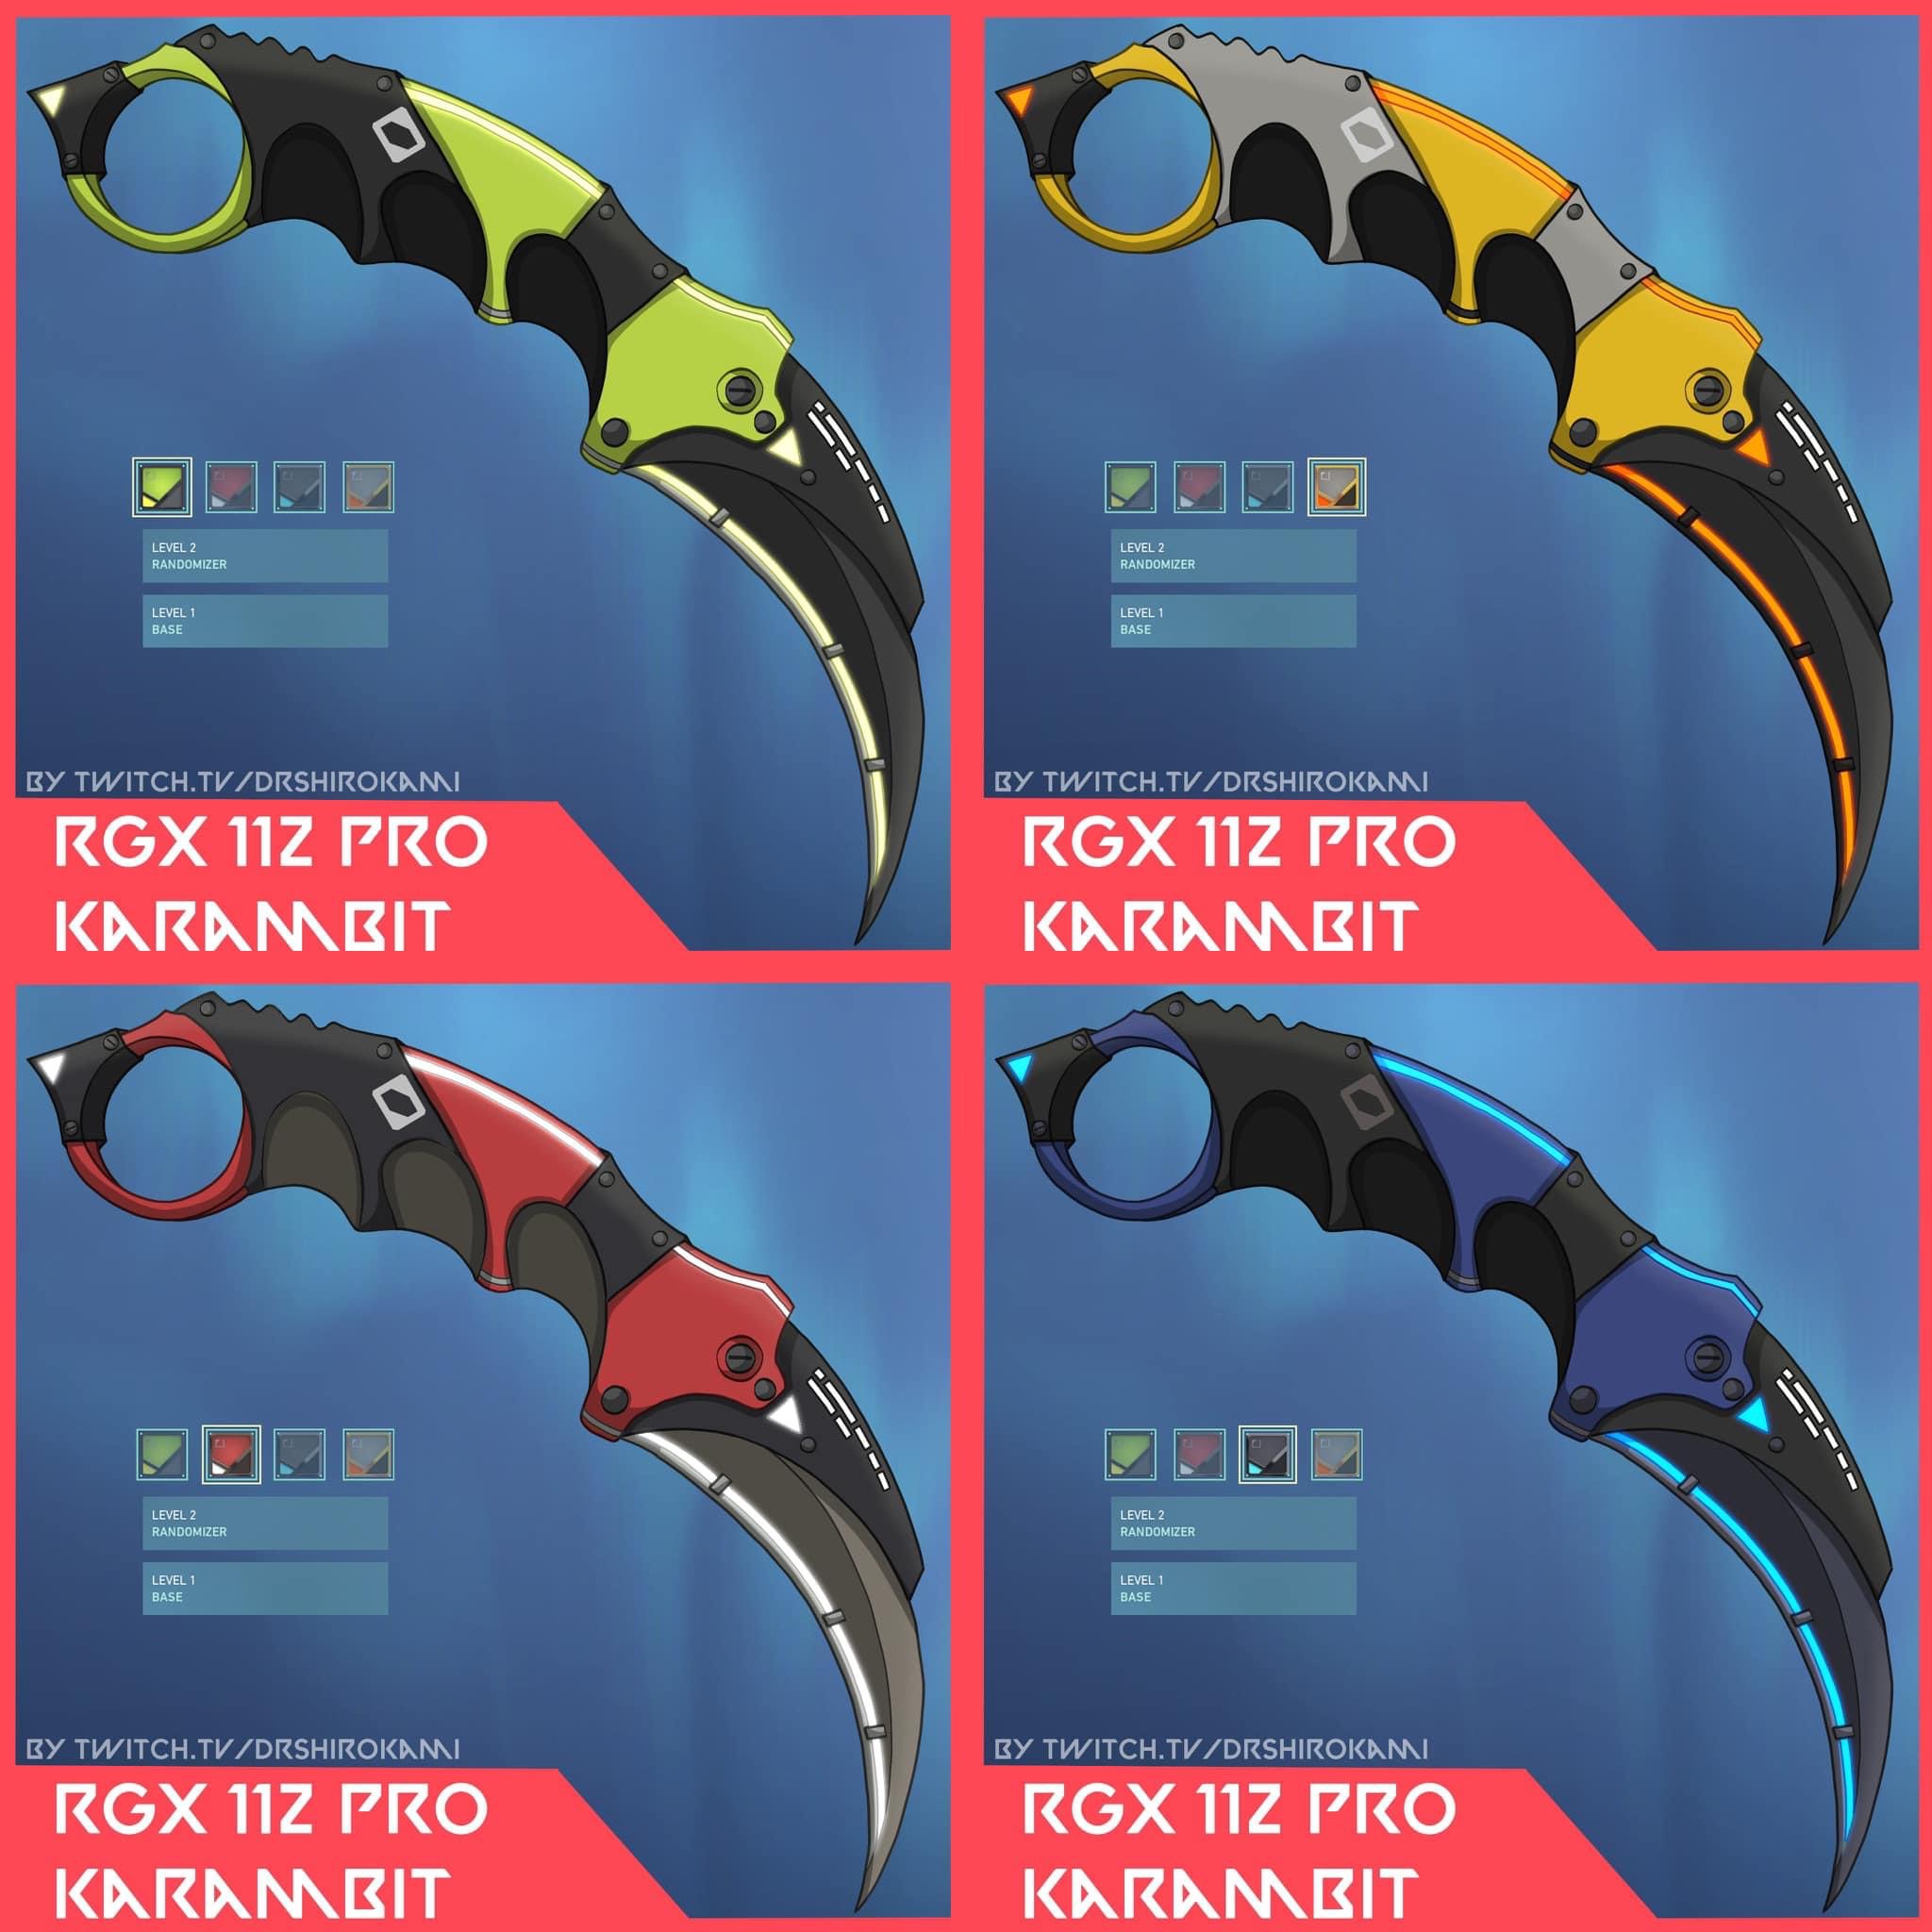 LEVEL 2
RANDOMIZER
LEVEL 1
BASE
BY TWITCH.TV/DRSHIROKAMI
RGX 11Z PRO
KARAMBIT
LEVEL 2
RANDOMIZER
LEVEL 1
BASE
BY TWITCH.TV/DRSHIROKAMI
RGX 11Z PRO
KARAMBIT
LEVEL 2
RANDOMIZER
LEVEL 1
BASE
BY TWITCH.TV/DRSHIROKAMI
RGX 11Z PRO
KARAMBIT
LEVEL 2
RANDOMIZER
LEVEL 1
BASE
BY TWITCH.TV/DRSHIROKAMI
RGX 11Z PRO
KARAMBIT